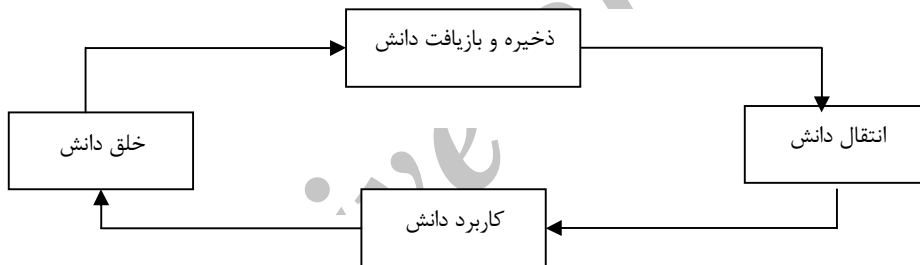 ذخیره و بازیافت دانش
انتقال دانش
خلق دانش
کاربرد دانش